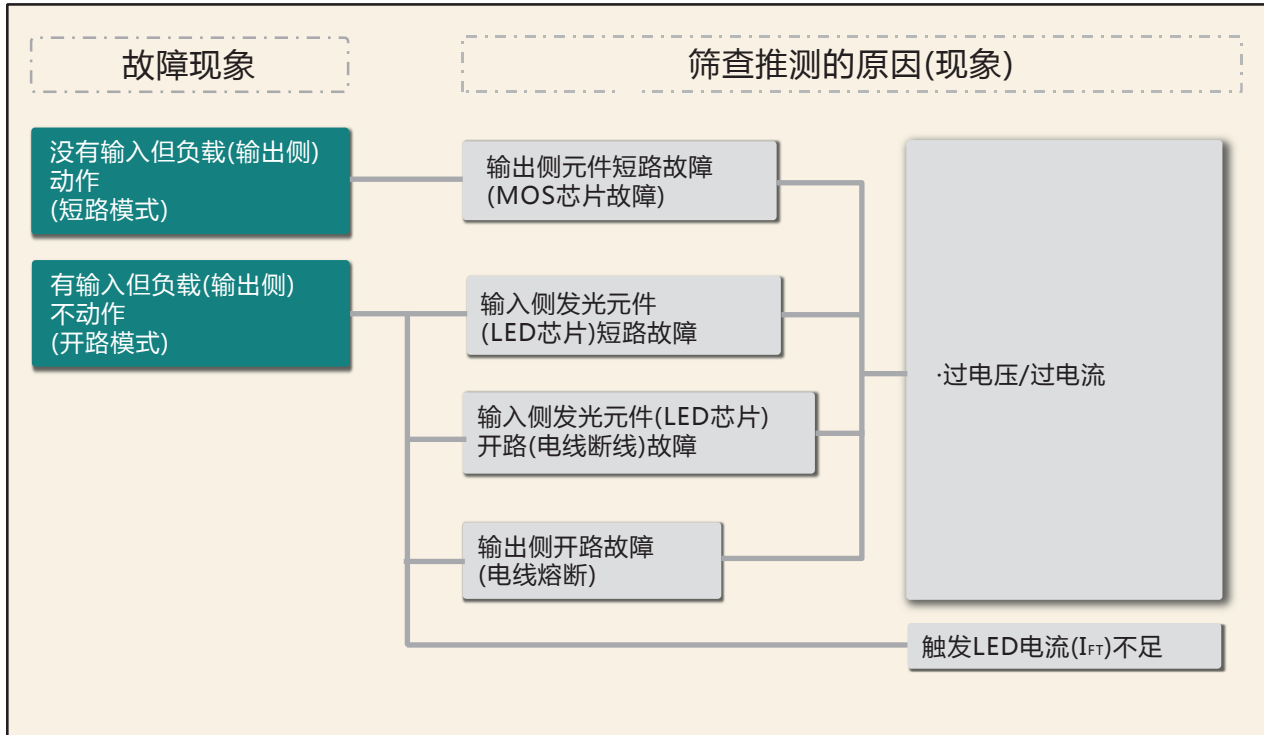 故障现象
筛查推测的原因(现象)
没有输入但负载(输出侧)
动作
(短路模式)
输出侧元件短路故障
(MOS芯片故障)
有输入但负载(输出侧)
不动作
(开路模式)
输入侧发光元件
(LED芯片)短路故障
·过电压/过电流
输入侧发光元件(LED芯片)
开路(电线断线)故障
输出侧开路故障
(电线熔断)
触发LED电流(IFT)不足